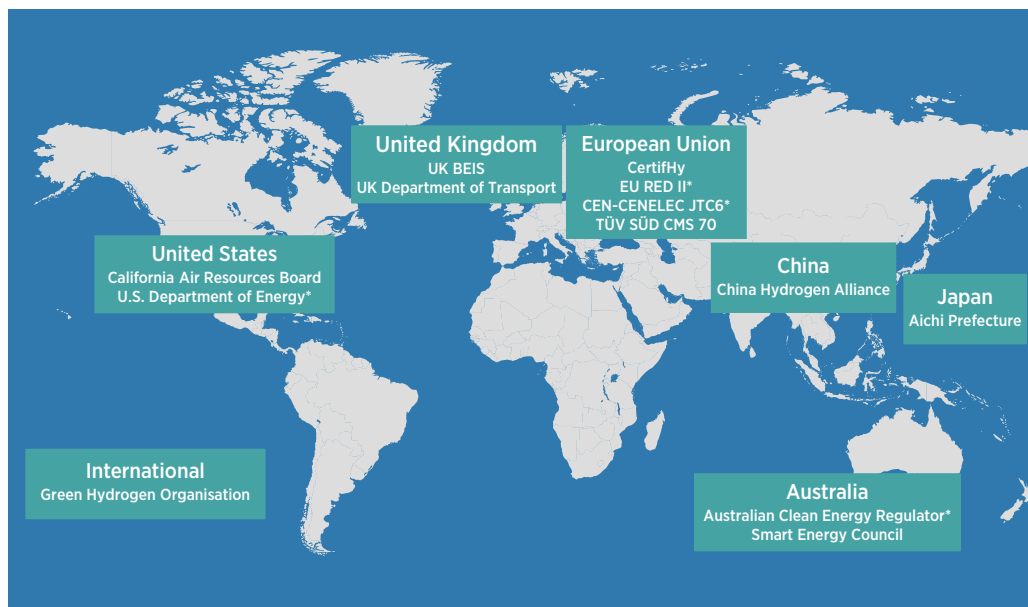 United Kingdom
UK BEIS
UK Department of Transport
European Union
CertifHy
EU RED II*
CEN-CENELEC JTC6*
TÜV SÜD CMS 70
United States
California Air Resources Board
U.S. Department of Energy*
China
China Hydrogen Alliance
Japan
Aichi Prefecture
International
Green Hydrogen Organisation
Australia
Australian Clean Energy Regulator*
Smart Energy Council